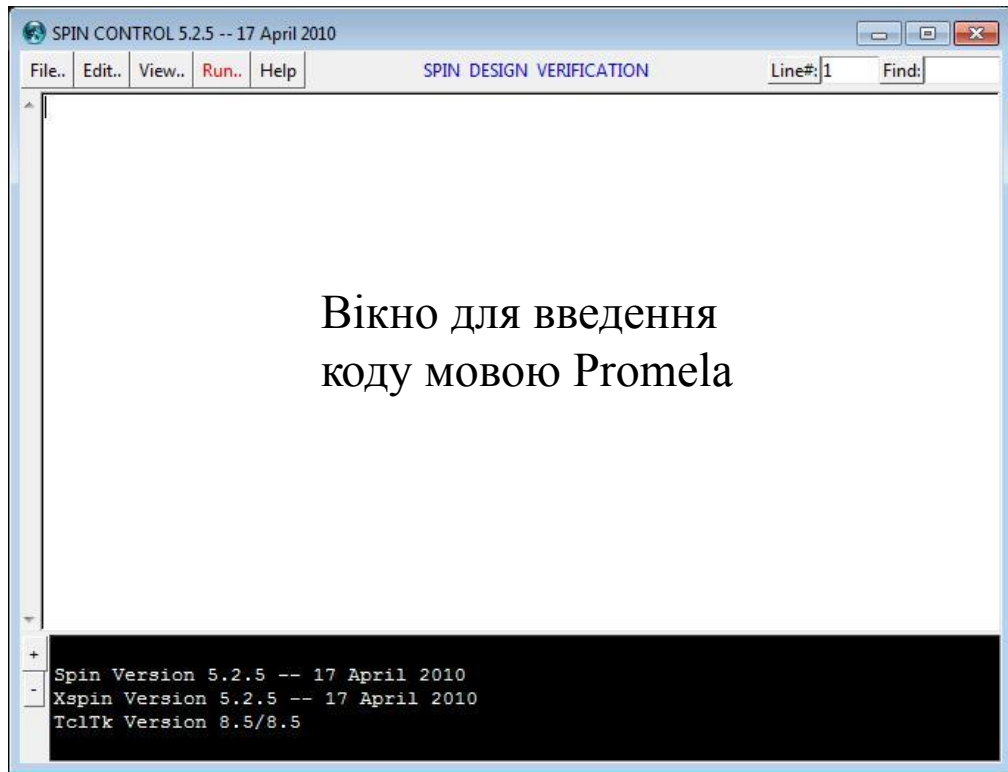 SPIN CONTROL 5.2.5 -- 17 April 2010
File.. Edit.. View.. Run.. Help SPIN DESIGN VERIFICATION Line#: 1 Find:
Вікно для введення
коду мовою Promela
+
Spin Version 5.2.5 -- 17 April 2010
-
Xspin Version 5.2.5 -- 17 April 2010
TclTk Version 8.5/8.5